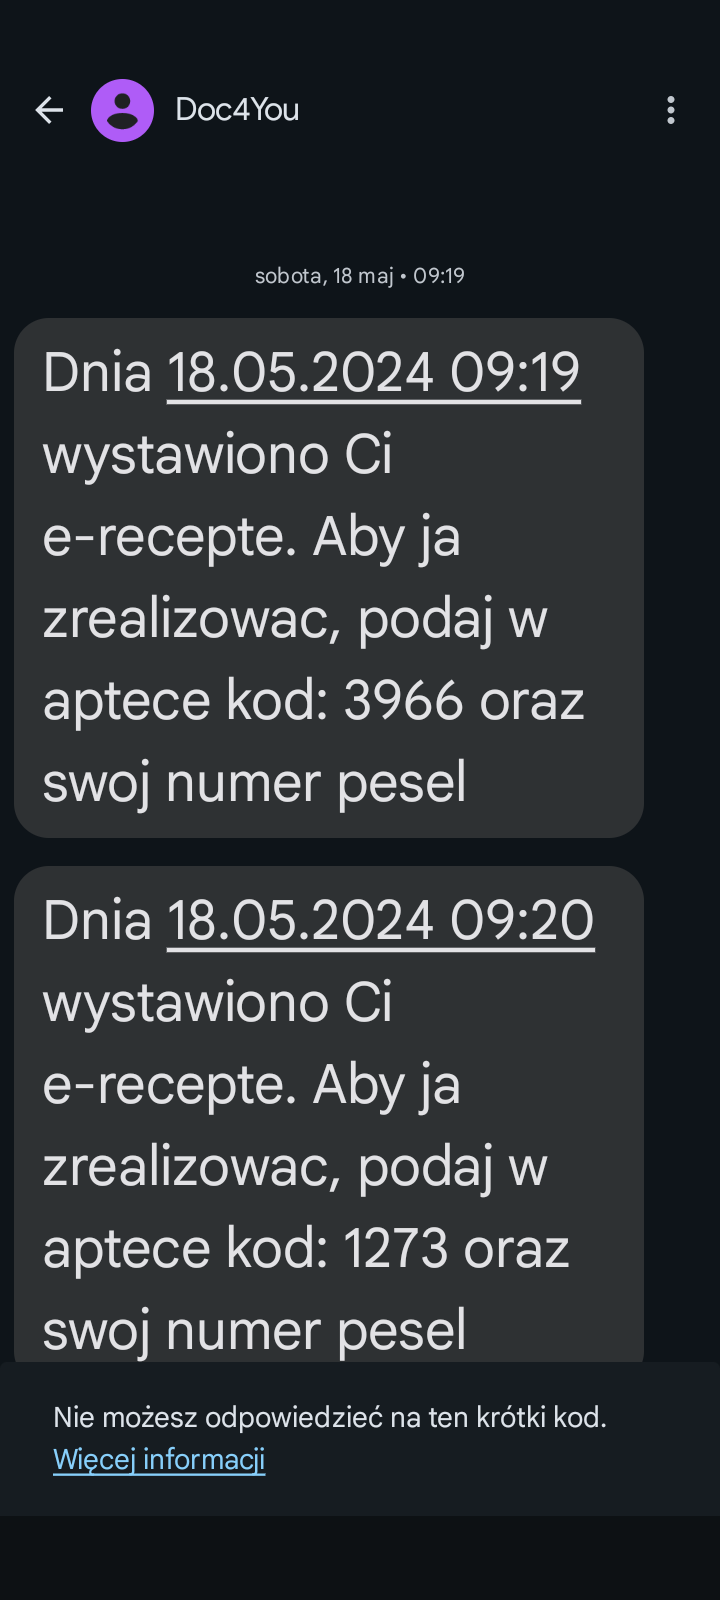 Doc4You
sobota, 18 maj • 09:19
Dnia 18.05.2024 09:19
wystawiono Ci
e-recepte. Aby ja
zrealizowac, podaj w
aptece kod: 3966 oraz
swoj numer pesel
Dnia 18.05.2024 09:20
wystawiono Ci
e-recepte. Aby ja
zrealizowac, podaj w
aptece kod: 1273 oraz
swoj numer pesel
Nie możesz odpowiedzieć na ten krótki kod.
Więcej informacji